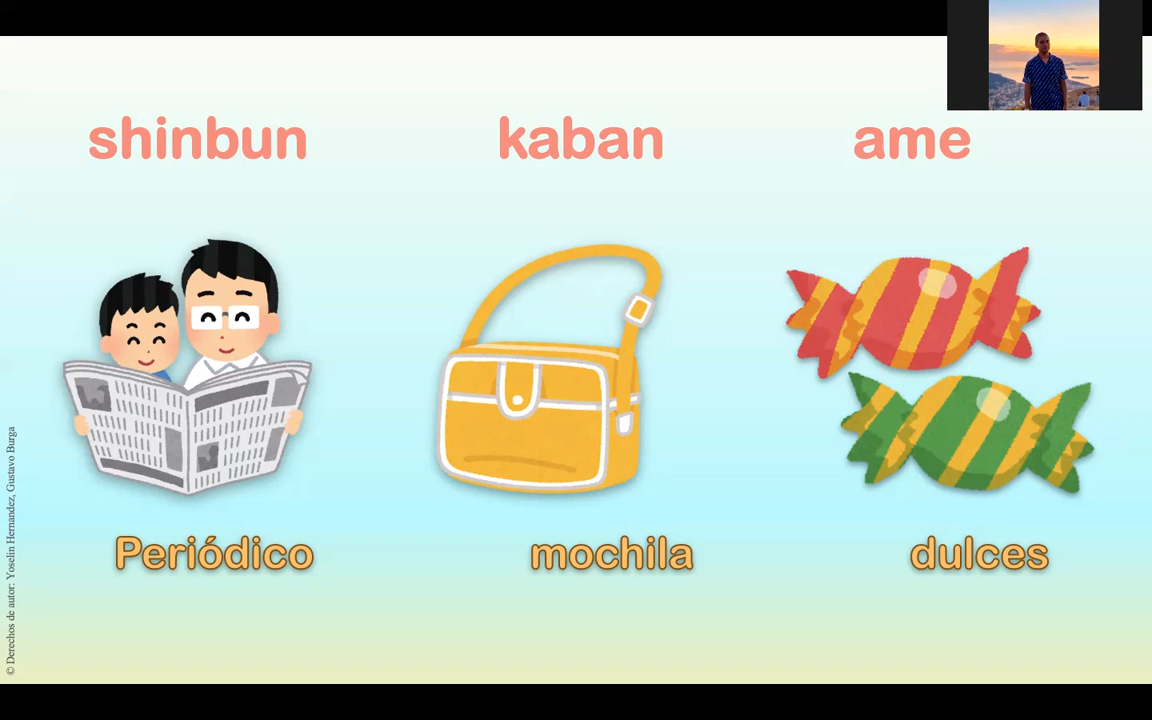 shinbun kaban ame
Periódico mochila dulces
© Derechos de autor: Yoselin Hernandez, Gustavo Burga